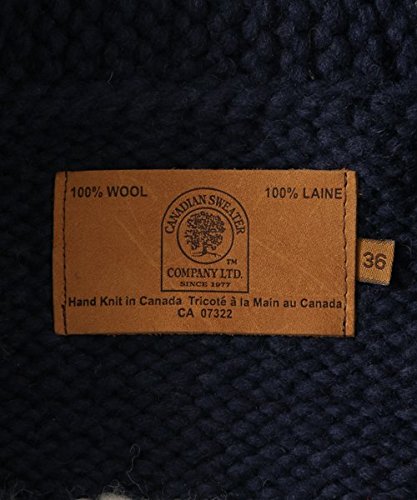 100% WOOL
100% LAINE
CANADIAN SWEATER
COMPANY LTD.
TM
SINCE 1977
36
Hand Knit in Canada Tricoté à la Main au Canada
CA 07322